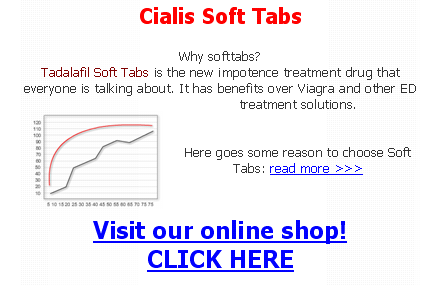 Cialis Soft Tabs
Why softtabs?
Tadalafil Soft Tabs is the new impotence treatment drug that
everyone is talking about. It has benefits over Viagra and other ED
treatment solutions.
120
110
100
90
80
70
60
50
40
30
20
10
5 10 15 20 25 30 35 40 45 50 55 60 65 70 75 75
Here goes some reason to choose Soft
Tabs: read more >>>
Visit our online shop!
CLICK HERE